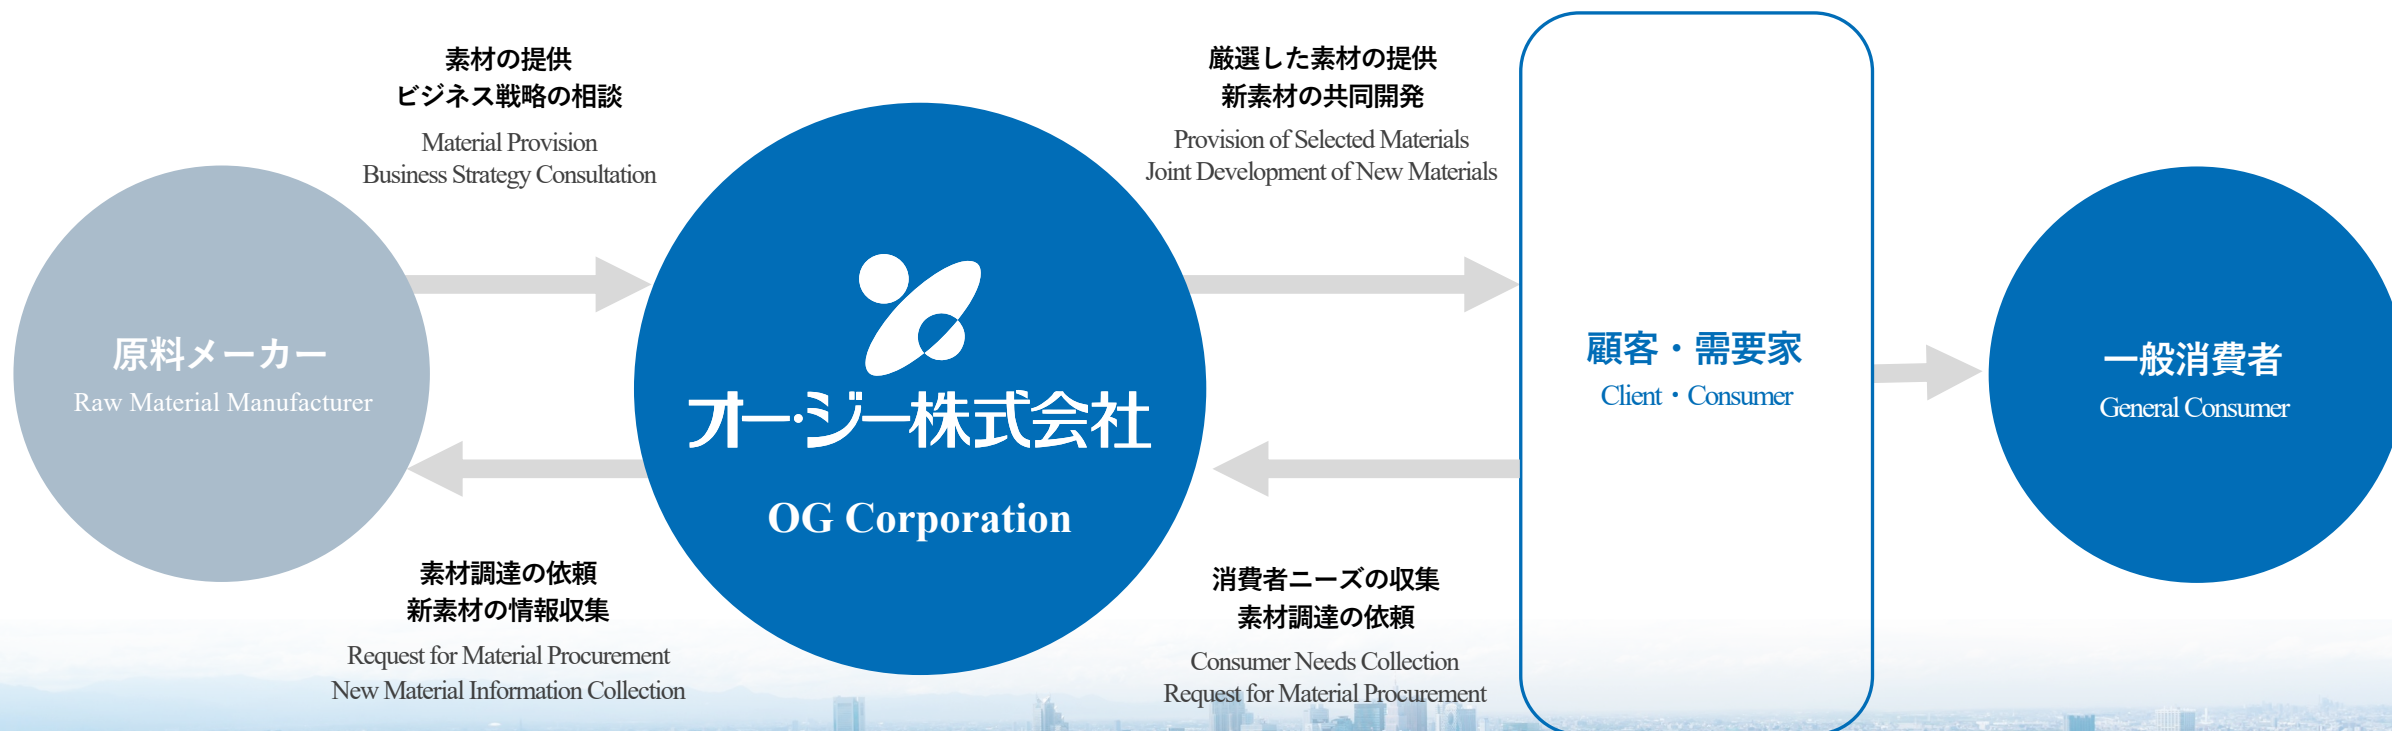 素材の提供
ビジネス戦略の相談
Material Provision
Business Strategy Consultation
厳選した素材の提供
新素材の共同開発
Provision of Selected Materials
Joint Development of New Materials
原料メーカー
Raw Material Manufacturer
オー・ジー株式会社
OG Corporation
顧客・需要家
Client・Consumer
一般消費者
General Consumer
素材調達の依頼
新素材の情報収集
Request for Material Procurement
New Material Information Collection
消費者ニーズの収集
素材調達の依頼
Consumer Needs Collection
Request for Material Procurement